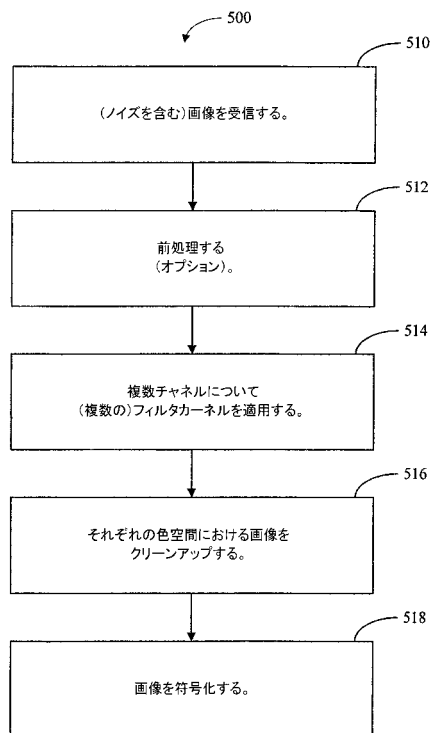 500
510
(ノイズを含む)画像を受信する。
512
前処理する
(オプション)。
514
複数チャネルについて
(複数の)フィルタカーネルを適用する。
516
それぞれの色空間における画像を
クリーンアップする。
518
画像を符号化する。